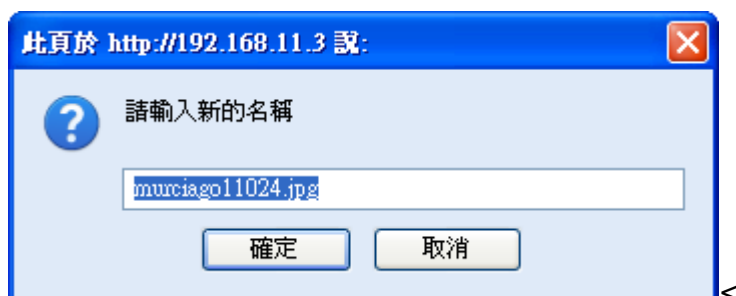 此頁於 http://192.168.11.3 說:
請輸入新的名稱
murciago11024.jpg
確定 取消
<